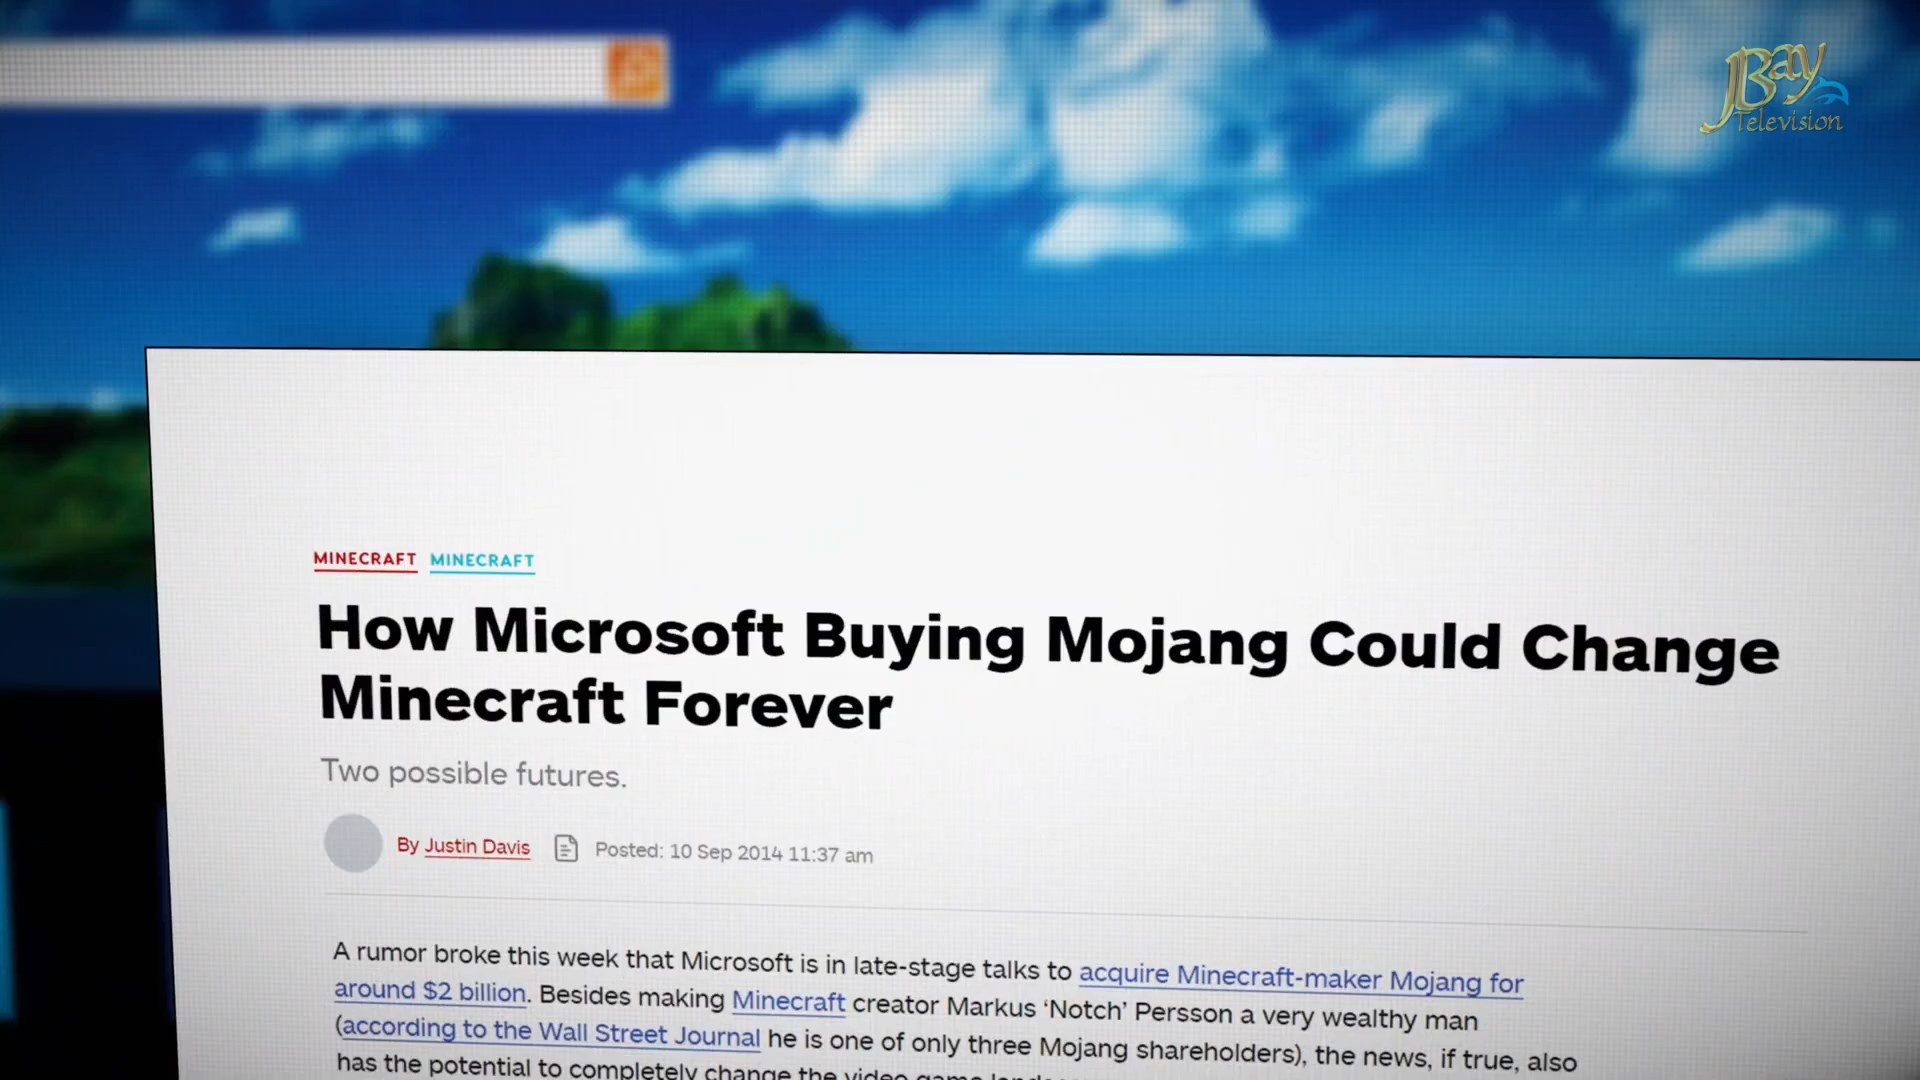 JBay
Television
MINECRAFT MINECRAFT
How Microsoft Buying Mojang Could Change
Minecraft Forever
Two possible futures.
By Justin Davis Posted: 10 Sep 2014 11:37 am
A rumor broke this week that Microsoft is in late-stage talks to acquire Minecraft-maker Mojang for
around $2 billion. Besides making Minecraft creator Markus ‘Notch’ Persson a very wealthy man
(according to the Wall Street Journal he is one of only three Mojang shareholders), the news, if true, also
has the potential to completely change the video game